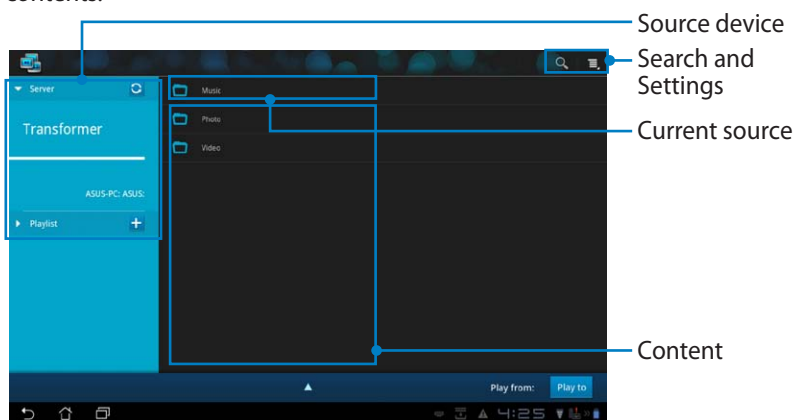 contents.
Source device
Search and
Settings
Current source
Content
Server
Transformer
ASUS-PC: ASUS:
Playlist
Music
Photo
Video
Play from:
Play to
4:25